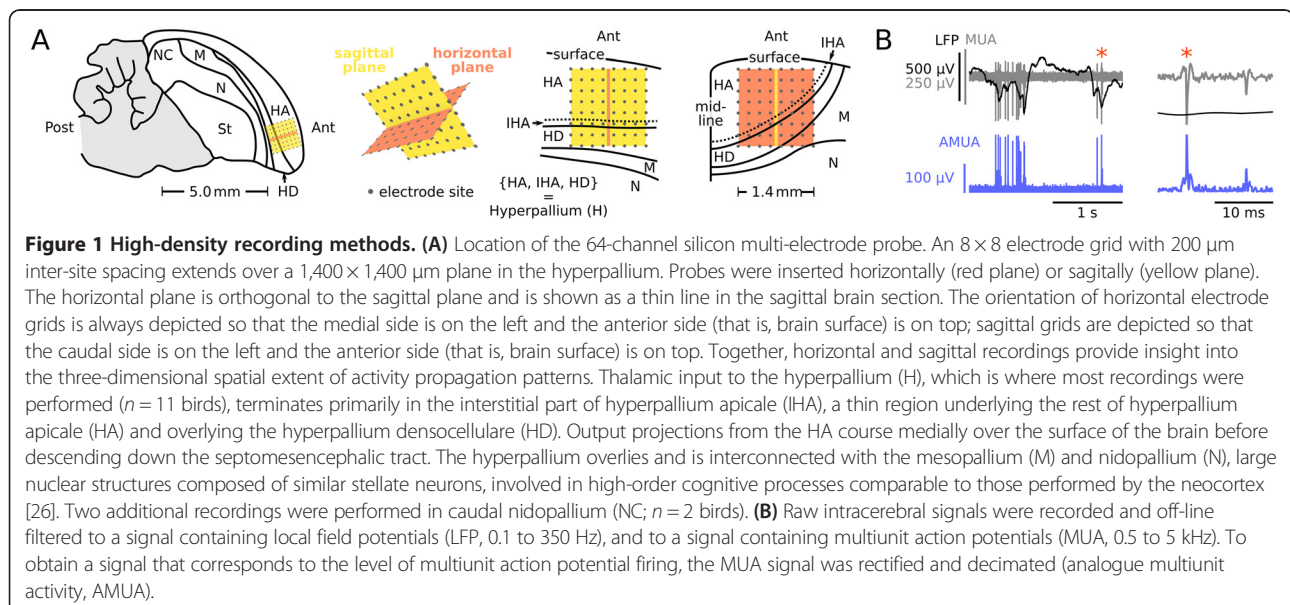 A
NC
M
N
HA
St
Post
Ant
HD
5.0 mm
sagittal
plane
horizontal
plane
electrode site
Ant
surface
HA
IHA
HD
M
N
{HA, IHA, HD}
=
Hyperpallium (H)
Ant
surface
IHA
HA
mid-
line
M
HD
N
1.4 mm
B
LFP MUA
500 µV
250 µV
AMUA
100 µV
1 s
*
*
10 ms
Figure 1 High-density recording methods. (A) Location of the 64-channel silicon multi-electrode probe. An 8 × 8 electrode grid with 200 μm
inter-site spacing extends over a 1,400 × 1,400 μm plane in the hyperpallium. Probes were inserted horizontally (red plane) or sagitally (yellow plane).
The horizontal plane is orthogonal to the sagittal plane and is shown as a thin line in the sagittal brain section. The orientation of horizontal electrode
grids is always depicted so that the medial side is on the left and the anterior side (that is, brain surface) is on top; sagittal grids are depicted so that
the caudal side is on the left and the anterior side (that is, brain surface) is on top. Together, horizontal and sagittal recordings provide insight into
the three-dimensional spatial extent of activity propagation patterns. Thalamic input to the hyperpallium (H), which is where most recordings were
performed (n = 11 birds), terminates primarily in the interstitial part of hyperpallium apicale (IHA), a thin region underlying the rest of hyperpallium
apicale (HA) and overlying the hyperpallium densocellulare (HD). Output projections from the HA course medially over the surface of the brain before
descending down the septomesencephalic tract. The hyperpallium overlies and is interconnected with the mesopallium (M) and nidopallium (N), large
nuclear structures composed of similar stellate neurons, involved in high-order cognitive processes comparable to those performed by the neocortex
[26]. Two additional recordings were performed in caudal nidopallium (NC; n = 2 birds). (B) Raw intracerebral signals were recorded and off-line
filtered to a signal containing local field potentials (LFP, 0.1 to 350 Hz), and to a signal containing multiunit action potentials (MUA, 0.5 to 5 kHz). To
obtain a signal that corresponds to the level of multiunit action potential firing, the MUA signal was rectified and decimated (analogue multiunit
activity, AMUA).